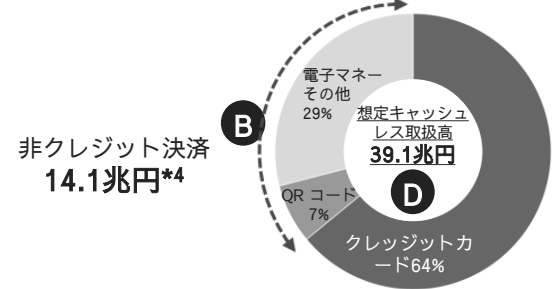 電子マネー
その他
29%
B
想定キャッシュ
レス取扱高
39.1兆円
D
非クレジット決済
14.1兆円*4
QR コード
7%
クレッジットカ
ード64%